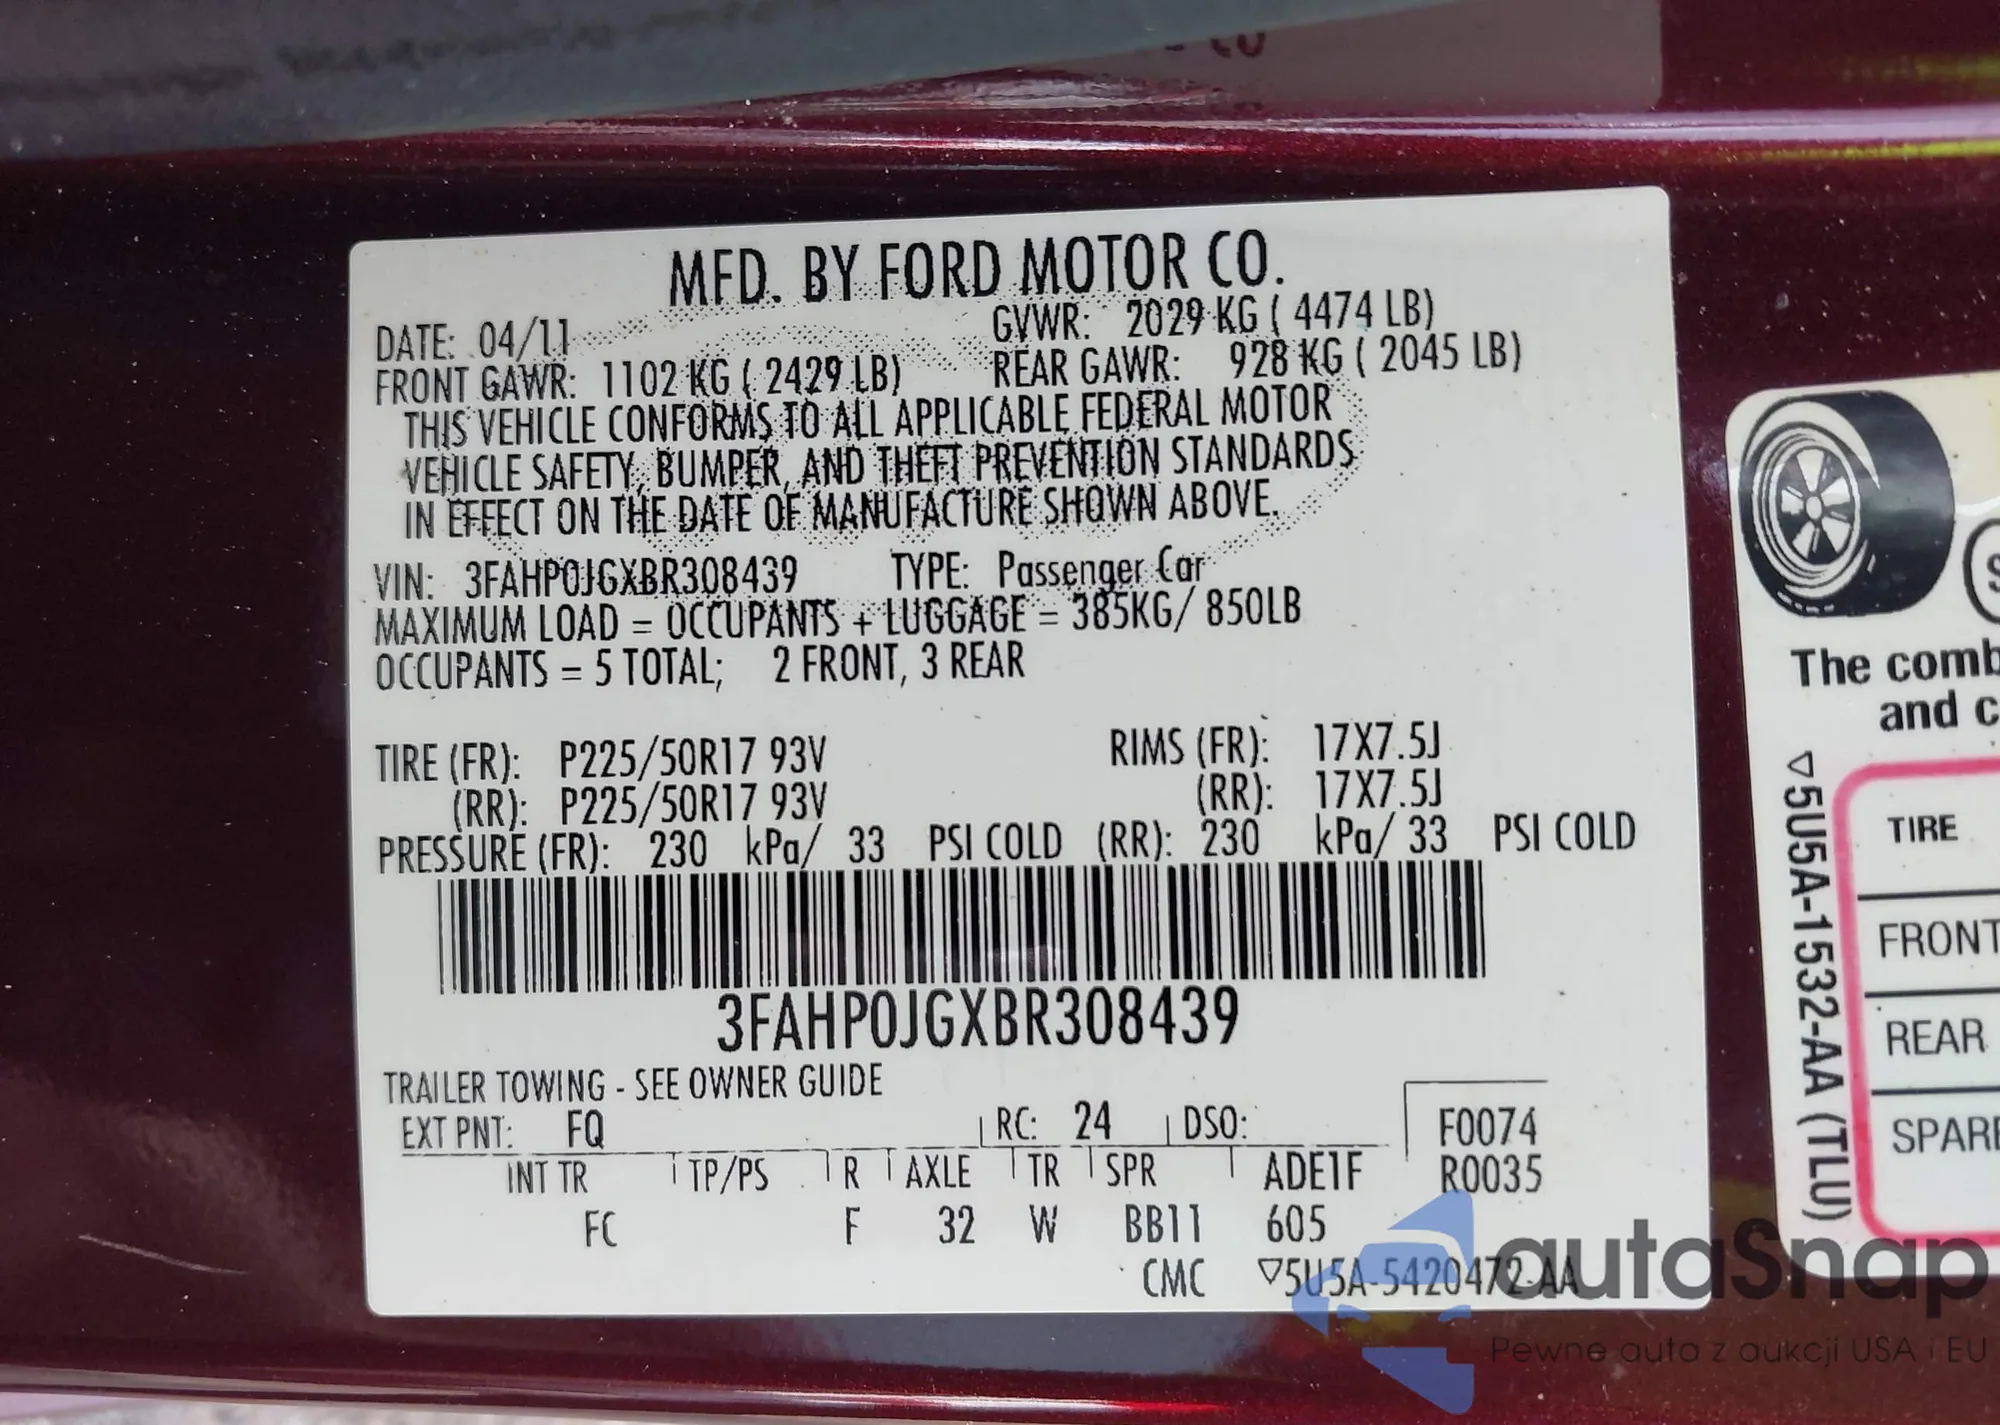 MFD. BY FORD MOTOR CO.
DATE: 04/11 GVWR: 2029 KG ( 4474 LB)
FRONT GAWR: 1102 KG ( 2429 LB) REAR GAWR: 928 KG ( 2045 LB)
THIS VEHICLE CONFORMS TO ALL APPLICABLE FEDERAL MOTOR
VEHICLE SAFETY, BUMPER, AND THEFT PREVENTION STANDARDS
IN EFFECT ON THE DATE OF MANUFACTURE SHOWN ABOVE.
VIN: 3FAHP0JGXBR308439 TYPE: Passenger Car
MAXIMUM LOAD = OCCUPANTS + LUGGAGE = 385KG/ 850LB
OCCUPANTS = 5 TOTAL; 2 FRONT, 3 REAR
TIRE (FR): P225/50R17 93V RIMS (FR): 17X7.5J
(RR): P225/50R17 93V (RR): 17X7.5J
PRESSURE (FR): 230 kPa/ 33 PSI COLD (RR): 230 kPa/ 33 PSI COLD
3FAHP0JGXBR308439
TRAILER TOWING - SEE OWNER GUIDE
EXT PNT: FQ RC: 24 DSO: F0074
INT TR TP/PS R AXLE TR SPR ADE1F R0035
FC F 32 W BB11 605
CMC ▽5U5A-5420472-AA
The comb
and c
▽5U5A-1532-AA (TLU)
TIRE
FRONT
REAR
SPARE
autaSnap
Pewne auta z aukcji USA i EU